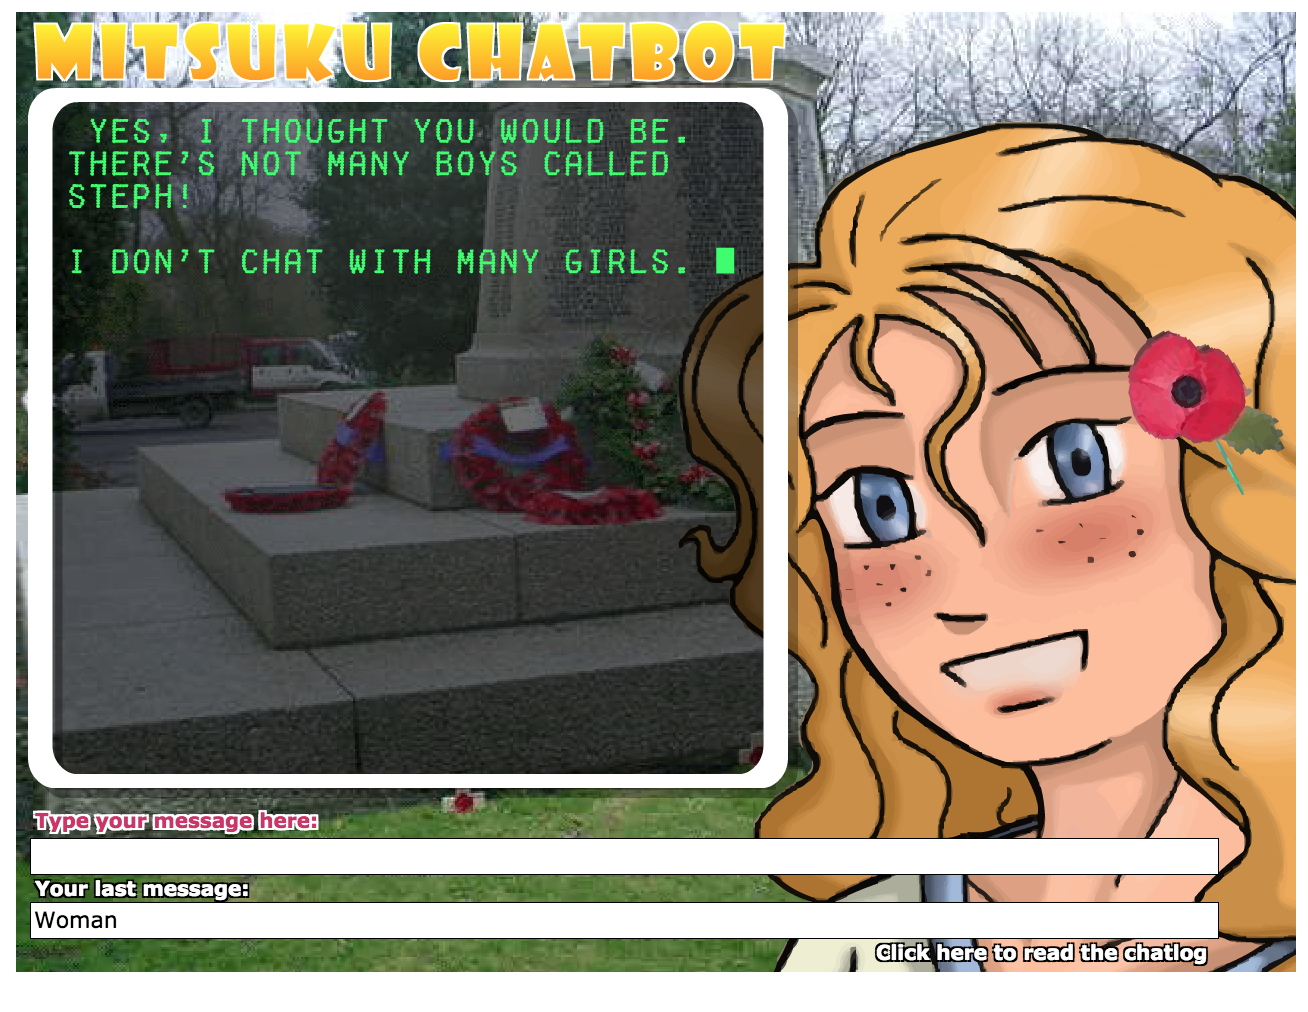 MITSUKU CHATBOT
YES, I THOUGHT YOU WOULD BE.
THERE'S NOT MANY BOYS CALLED
STEPH!
I DON'T CHAT WITH MANY GIRLS.
Type your message here:
Your last message:
Woman
Click here to read the chatlog